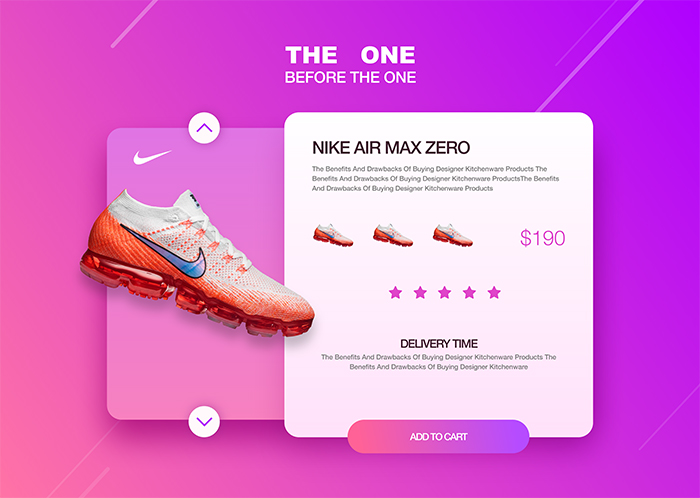 THE ONE
BEFORE THE ONE
NIKE AIR MAX ZERO
The Benefits And Drawbacks Of Buying Designer Kitchenware Products The
Benefits And Drawbacks Of Buying Designer Kitchenware ProductsThe Benefits
And Drawbacks Of Buying Designer Kitchenware Products
$190
DELIVERY TIME
The Benefits And Drawbacks Of Buying Designer Kitchenware Products The
Benefits And Drawbacks Of Buying Designer Kitchenware
ADD TO CART